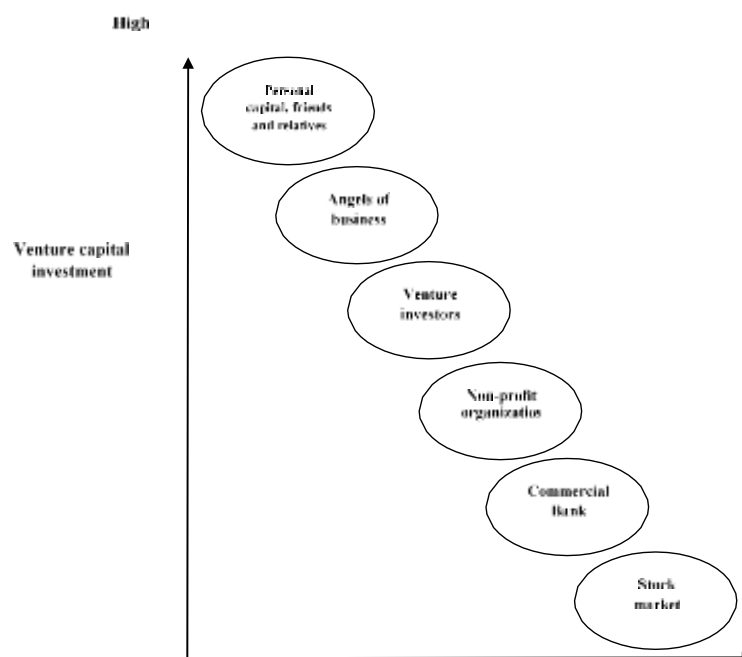 High
Personal
capital, friends
and relatives
Angels of
business
Venture capital
investment
Venture
investors
Non-profit
organizatios
Commercial
Bank
Stock
market